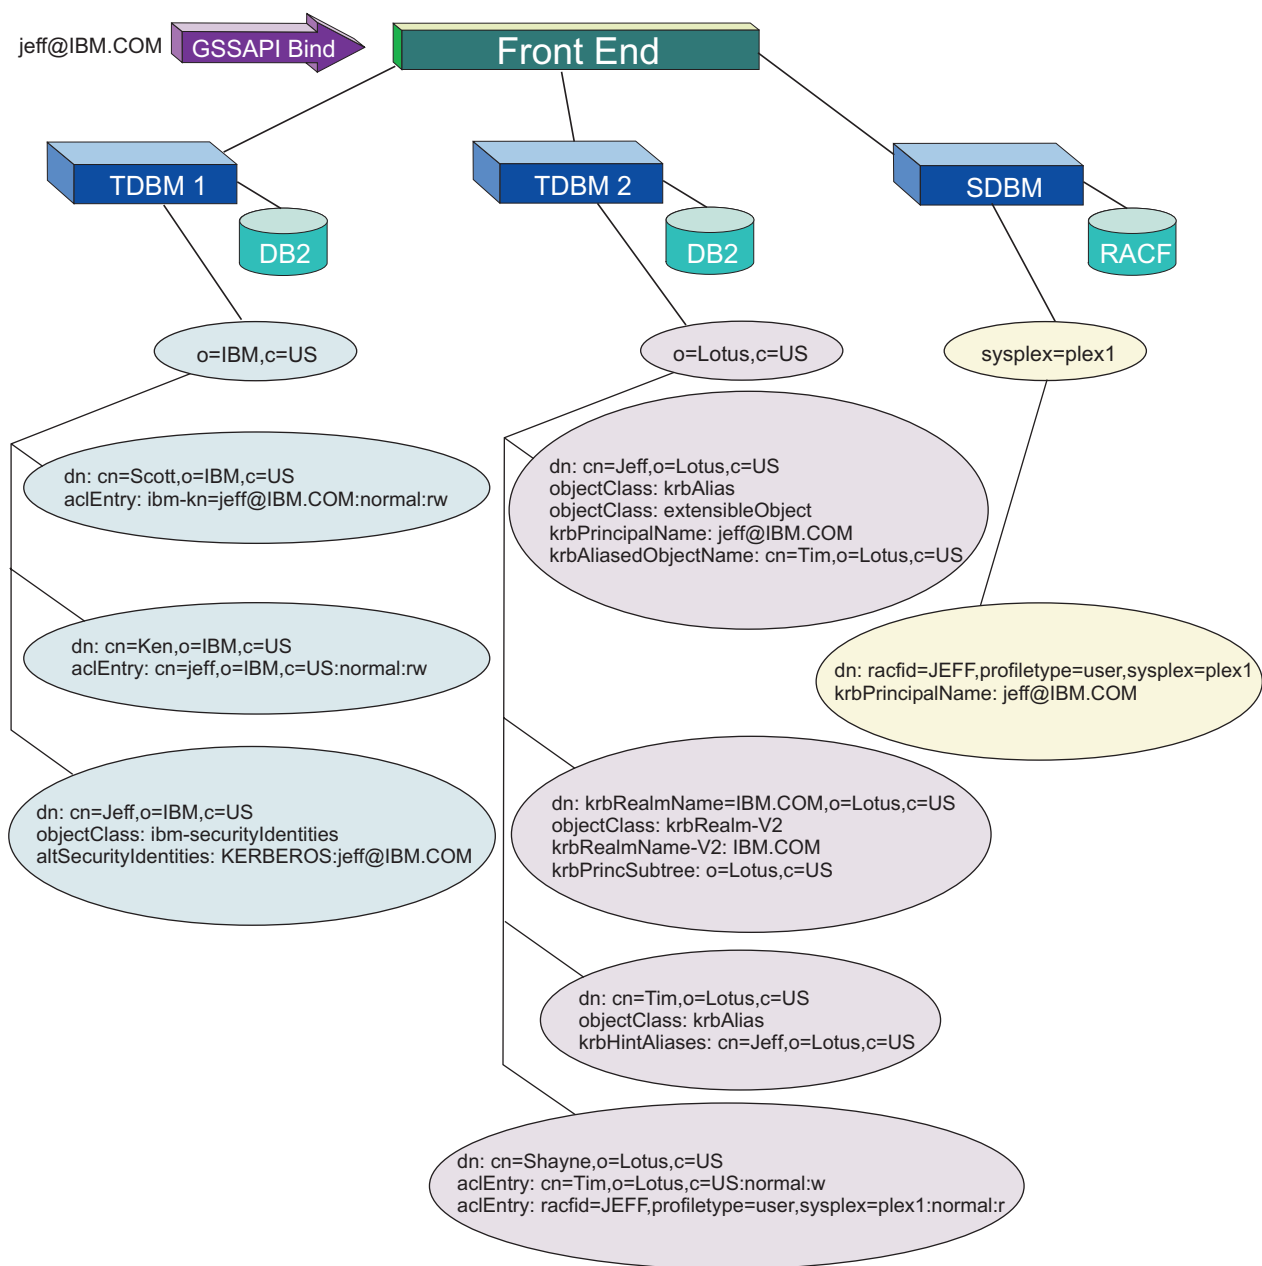 jeff@IBM.COM
GSSAPI Bind
Front End
TDBM 1
DB2
TDBM 2
DB2
SDBM
RACF
o=IBM,c=US
o=Lotus,c=US
sysplex=plex1
dn: cn=Scott,o=IBM,c=US
aclEntry: ibm-kn=jeff@IBM.COM:normal:rw
dn: cn=Ken,o=IBM,c=US
aclEntry: cn=jeff,o=IBM,c=US:normal:rw
dn: cn=Jeff,o=IBM,c=US
objectClass: ibm-securityIdentities
altSecurityIdentities: KERBEROS:jeff@IBM.COM
dn: cn=Jeff,o=Lotus,c=US
objectClass: krbAlias
objectClass: extensibleObject
krbPrincipalName: jeff@IBM.COM
krbAliasedObjectName: cn=Tim,o=Lotus,c=US
dn: krbRealmName=IBM.COM,o=Lotus,c=US
objectClass: krbRealm-V2
krbRealmName-V2: IBM.COM
krbPrincSubtree: o=Lotus,c=US
dn: cn=Tim,o=Lotus,c=US
objectClass: krbAlias
krbHintAliases: cn=Jeff,o=Lotus,c=US
dn: cn=Shayne,o=Lotus,c=US
aclEntry: cn=Tim,o=Lotus,c=US:normal:w
aclEntry: racfid=JEFF,profiletype=user,sysplex=plex1:normal:r
dn: racfid=JEFF,profiletype=user,sysplex=plex1
krbPrincipalName: jeff@IBM.COM